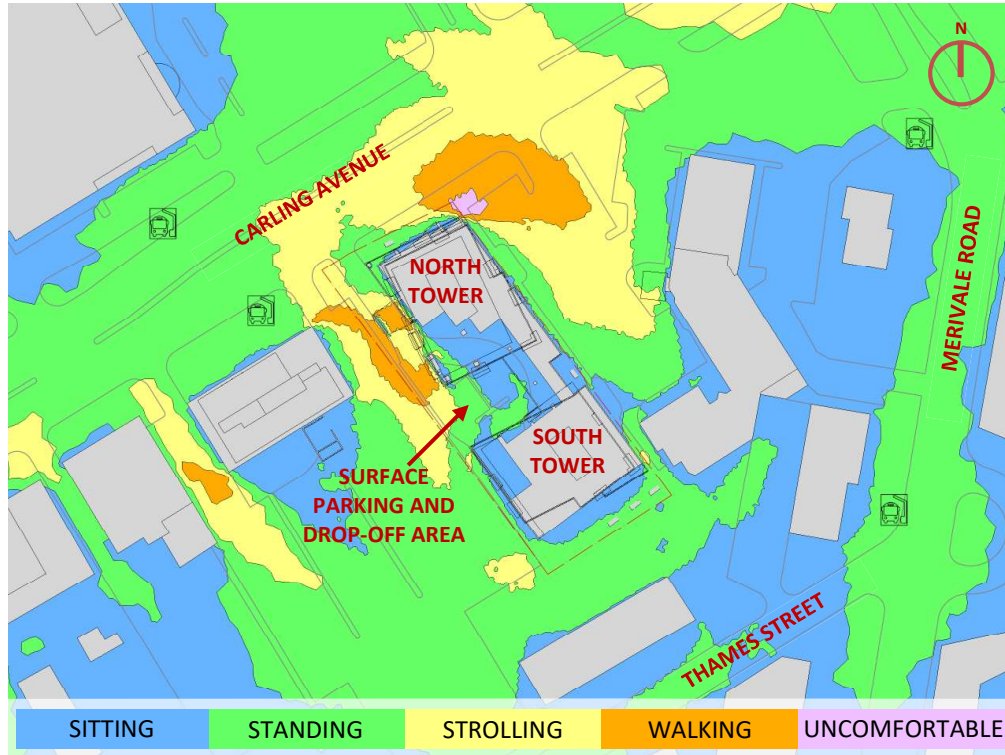 N
CARLING AVENUE
MERIVALE ROAD
NORTH
TOWER
SOUTH
TOWER
SURFACE
PARKING AND
DROP-OFF AREA
THAMES STREET
SITTING
STANDING
STROLLING
WALKING
UNCOMFORTABLE